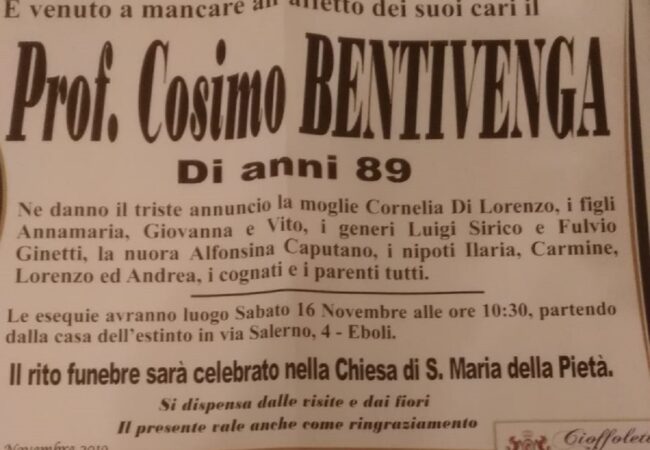 E venuto a mancare all'affetto dei suoi cari il
Prof. Cosimo BENTIVENGA
Di anni 89
Ne danno il triste annuncio la moglie Cornelia Di Lorenzo, i figli
Annamaria, Giovanna e Vito, i generi Luigi Sirico e Fulvio
Ginetti, la nuora Alfonsina Caputano, i nipoti Ilaria, Carmine,
Lorenzo ed Andrea, i cognati e i parenti tutti.
Le esequie avranno luogo Sabato 16 Novembre alle ore 10:30, partendo
dalla casa dell'estinto in via Salerno, 4 - Eboli.
Il rito funebre sarà celebrato nella Chiesa di S. Maria della Pietà.
Si dispensa dalle visite e dai fiori
Il presente vale anche come ringraziamento
Novembre 2019
Cioffolet